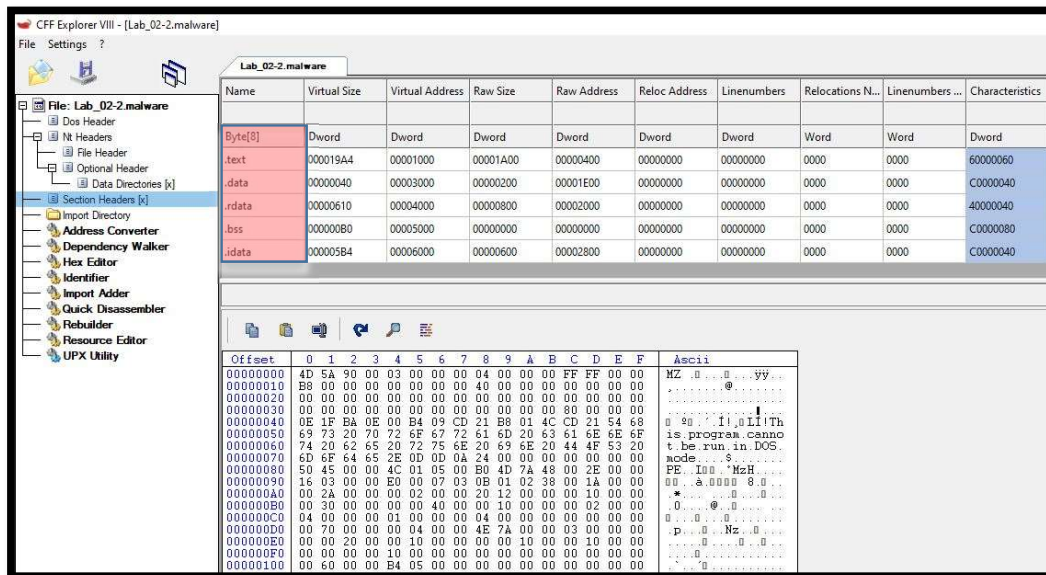 CFF Explorer VIII - [Lab_02-2.malware]
File Settings ?
Lab_02-2.malware
File: Lab_02-2.malware
Dos Header
Nt Headers
File Header
Optional Header
Data Directories [x]
Section Headers [x]
Import Directory
Address Converter
Dependency Walker
Hex Editor
Identifier
Import Adder
Quick Disassembler
Rebuilder
Resource Editor
UPX Utility
Name Virtual Size Virtual Address Raw Size Raw Address Reloc Address Linenumbers Relocations N... Linenumbers ... Characteristics
Byte[8] Dword Dword Dword Dword Dword Dword Word Word Dword
.text 000019A4 00001000 00001A00 00000400 00000000 00000000 0000 0000 60000060
.data 00000040 00003000 00000200 00001E00 00000000 00000000 0000 0000 C0000040
.rdata 00000610 00004000 00000800 00002000 00000000 00000000 0000 0000 40000040
.bss 000000B0 00005000 00000000 00000000 00000000 00000000 0000 0000 C0000080
.idata 000005B4 00006000 00000600 00002800 00000000 00000000 0000 0000 C0000040
Offset 0 1 2 3 4 5 6 7 8 9 A B C D E F Ascii
00000000 4D 5A 90 00 03 00 00 00 04 00 00 00 FF FF 00 00 MZ .▯...▯...ÿÿ..
00000010 B8 00 00 00 00 00 00 00 40 00 00 00 00 00 00 00 ¸.......@.......
00000020 00 00 00 00 00 00 00 00 00 00 00 00 00 00 00 00 ................
00000030 00 00 00 00 00 00 00 00 00 00 00 00 80 00 00 00
00000040 0E 1F BA 0E 00 B4 09 CD 21 B8 01 4C CD 21 54 68
00000050 69 73 20 70 72 6F 67 72 61 6D 20 63 61 6E 6E 6F is.program.canno
00000060 74 20 62 65 20 72 75 6E 20 69 6E 20 44 4F 53 20 t.be.run.in.DOS.
00000070 6D 6F 64 65 2E 0D 0D 0A 24 00 00 00 00 00 00 00 mode....$.......
00000080 50 45 00 00 4C 01 05 00 B0 4D 7A 48 00 2E 00 00 PE..L▯▯.°MzH....
00000090 16 03 00 00 E0 00 07 03 0B 01 02 38 00 1A 00 00 ▯▯..à.▯▯▯▯ 8.▯..
000000A0 00 2A 00 00 00 02 00 00 20 12 00 00 00 10 00 00 .*... ...▯...▯..
000000B0 00 30 00 00 00 00 40 00 00 10 00 00 00 02 00 00 .0....@..▯......
000000C0 04 00 00 00 01 00 00 00 04 00 00 00 00 00 00 00 ▯...▯...▯.......
000000D0 00 70 00 00 00 04 00 00 4E 7A 00 00 03 00 00 00 .p...▯..Nz..▯...
000000E0 00 00 20 00 00 10 00 00 00 00 10 00 00 10 00 00 .....▯....▯..▯..
000000F0 00 00 00 00 10 00 00 00 00 00 00 00 00 00 00 00 ....▯...........
00000100 00 60 00 00 B4 05 00 00 00 00 00 00 00 00 00 00 .`..´▯..........